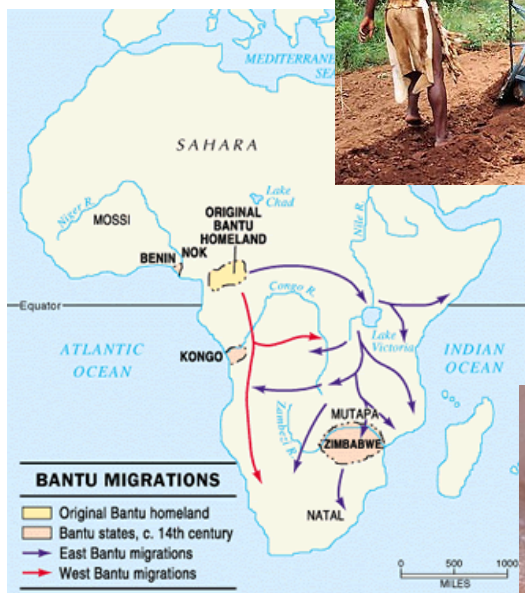 MEDITERRANE
SEA
SAHARA
Lake
Chad
Niger R.
MOSSI
ORIGINAL
BANTU
HOMELAND
Nile R.
BENIN
NOK
Equator
Congo R.
Lake
Victoria
KONGO
ATLANTIC
OCEAN
INDIAN
OCEAN
Zambezi R.
MUTAPA
ZIMBABWE
NATAL
BANTU MIGRATIONS
Original Bantu homeland
Bantu states, c. 14th century
East Bantu migrations
West Bantu migrations
0 500 1000
MILES